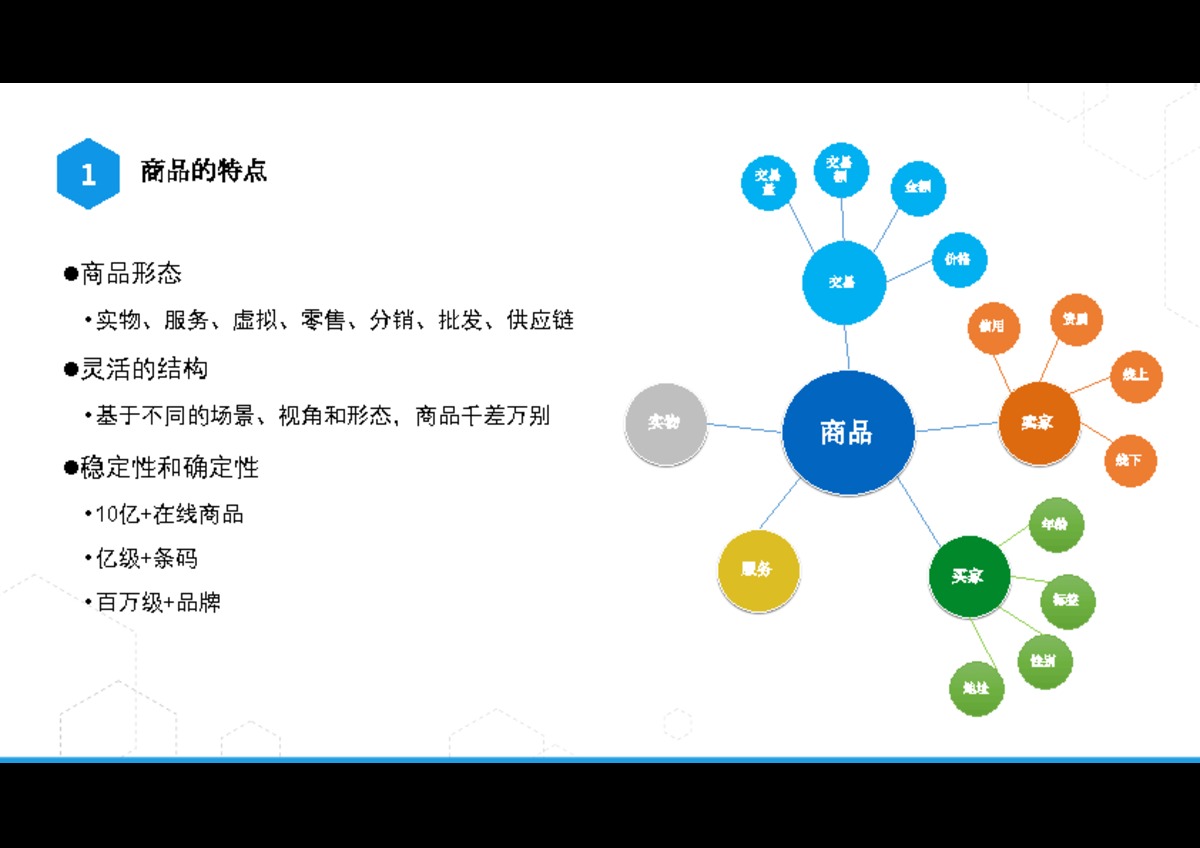 1
商品的特点
●商品形态
•实物、服务、虚拟、零售、分销、批发、供应链
●灵活的结构
•基于不同的场景、视角和形态，商品千差万别
●稳定性和确定性
•10亿+在线商品
•亿级+条码
•百万级+品牌
交易
量
交易
额
金额
价格
交易
信用
资质
线上
线下
卖家
商品
实物
服务
买家
年龄
标签
性别
地址